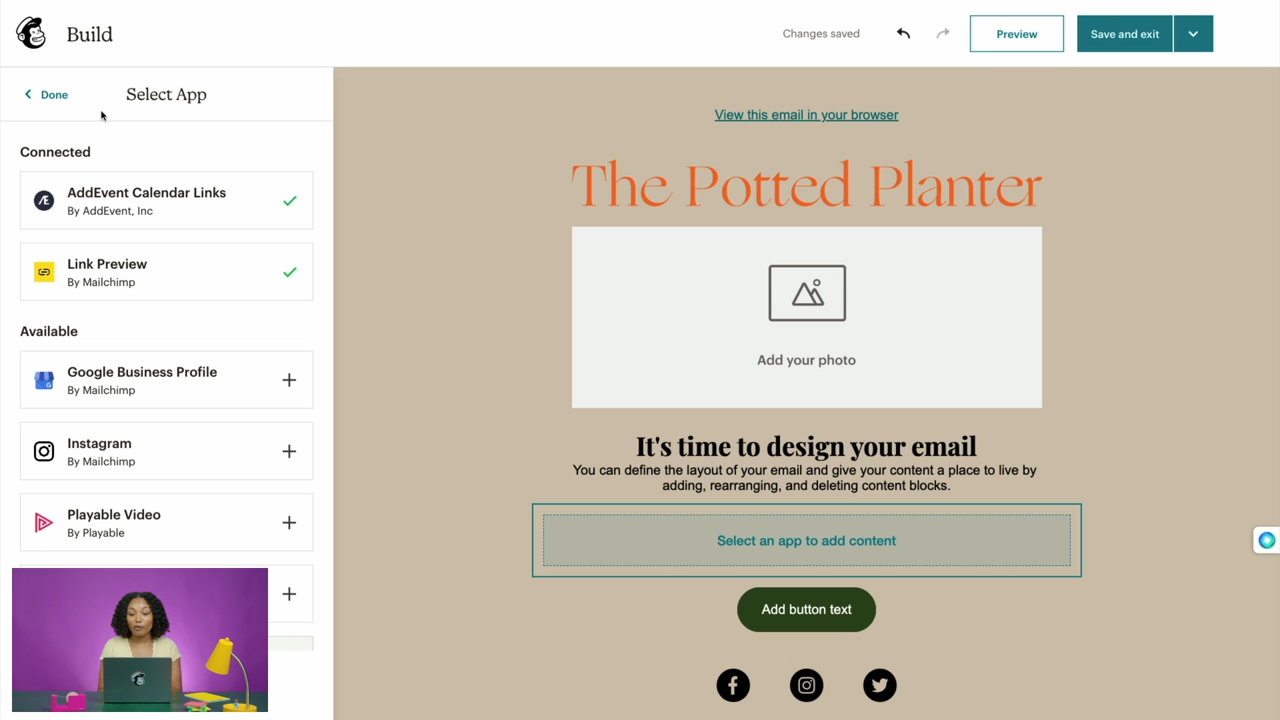 Build
Changes saved
Preview
Save and exit
Done
Select App
Connected
AddEvent Calendar Links
By AddEvent, Inc
Link Preview
By Mailchimp
Available
Google Business Profile
By Mailchimp
Instagram
By Mailchimp
Playable Video
By Playable
View this email in your browser
The Potted Planter
Add your photo
It's time to design your email
You can define the layout of your email and give your content a place to live by
adding, rearranging, and deleting content blocks.
Select an app to add content
Add button text